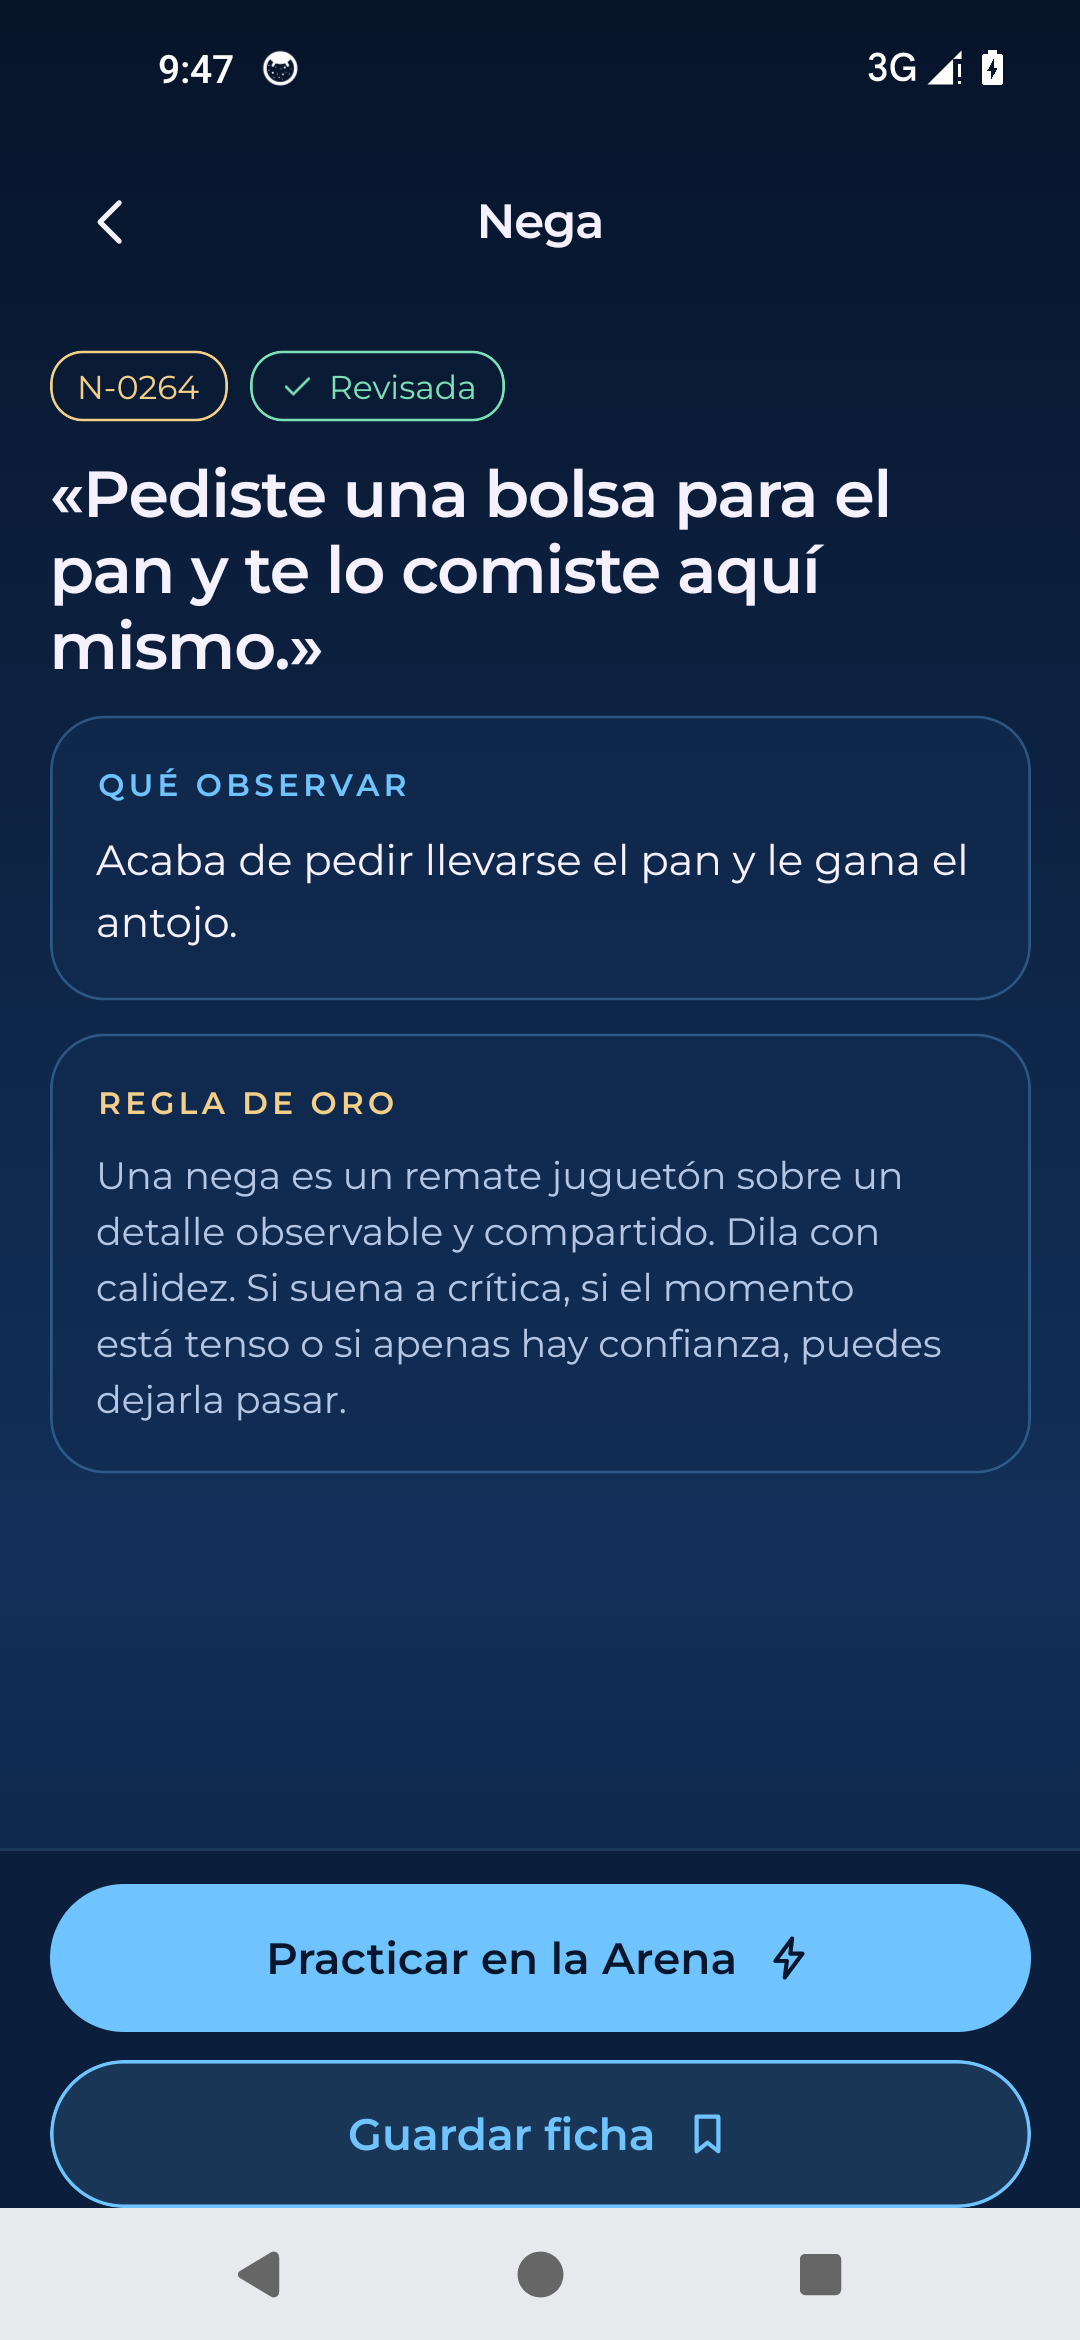 9:47
3G
Nega
N-0264
Revisada
«Pediste una bolsa para el
pan y te lo comiste aquí
mismo.»
QUÉ OBSERVAR
Acaba de pedir llevarse el pan y le gana el
antojo.
REGLA DE ORO
Una nega es un remate juguetón sobre un
detalle observable y compartido. Dila con
calidez. Si suena a crítica, si el momento
está tenso o si apenas hay confianza, puedes
dejarla pasar.
Practicar en la Arena
Guardar ficha